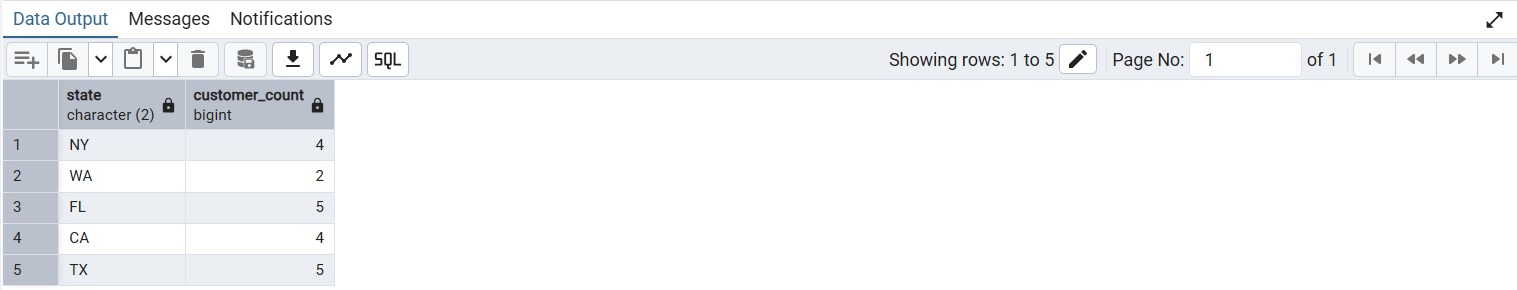 Data Output Messages Notifications
SQL Showing rows: 1 to 5 Page No: 1 of 1
state customer_count
character (2) bigint
1 NY 4
2 WA 2
3 FL 5
4 CA 4
5 TX 5